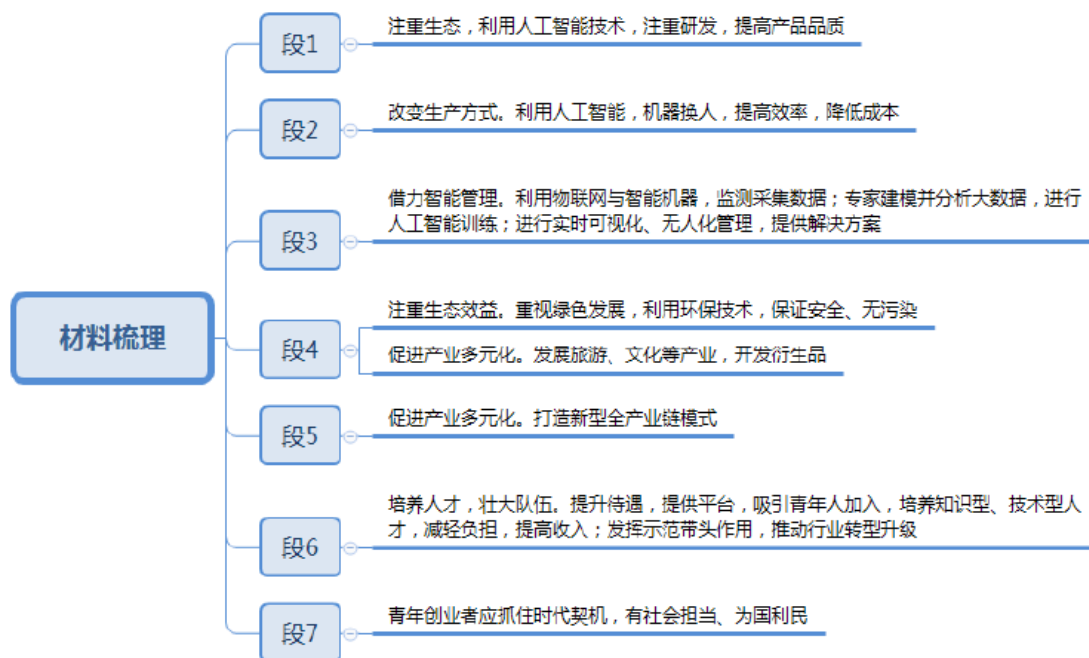 材料梳理
段1
注重生态，利用人工智能技术，注重研发，提高产品品质
段2
改变生产方式。利用人工智能，机器换人，提高效率，降低成本
段3
借力智能管理。利用物联网与智能机器，监测采集数据；专家建模并分析大数据，进行
人工智能训练；进行实时可视化、无人化管理，提供解决方案
段4
注重生态效益。重视绿色发展，利用环保技术，保证安全、无污染
促进产业多元化。发展旅游、文化等产业，开发衍生品
段5
促进产业多元化。打造新型全产业链模式
段6
培养人才，壮大队伍。提升待遇，提供平台，吸引青年人加入，培养知识型、技术型人
才，减轻负担，提高收入；发挥示范带头作用，推动行业转型升级
段7
青年创业者应抓住时代契机，有社会担当、为国利民